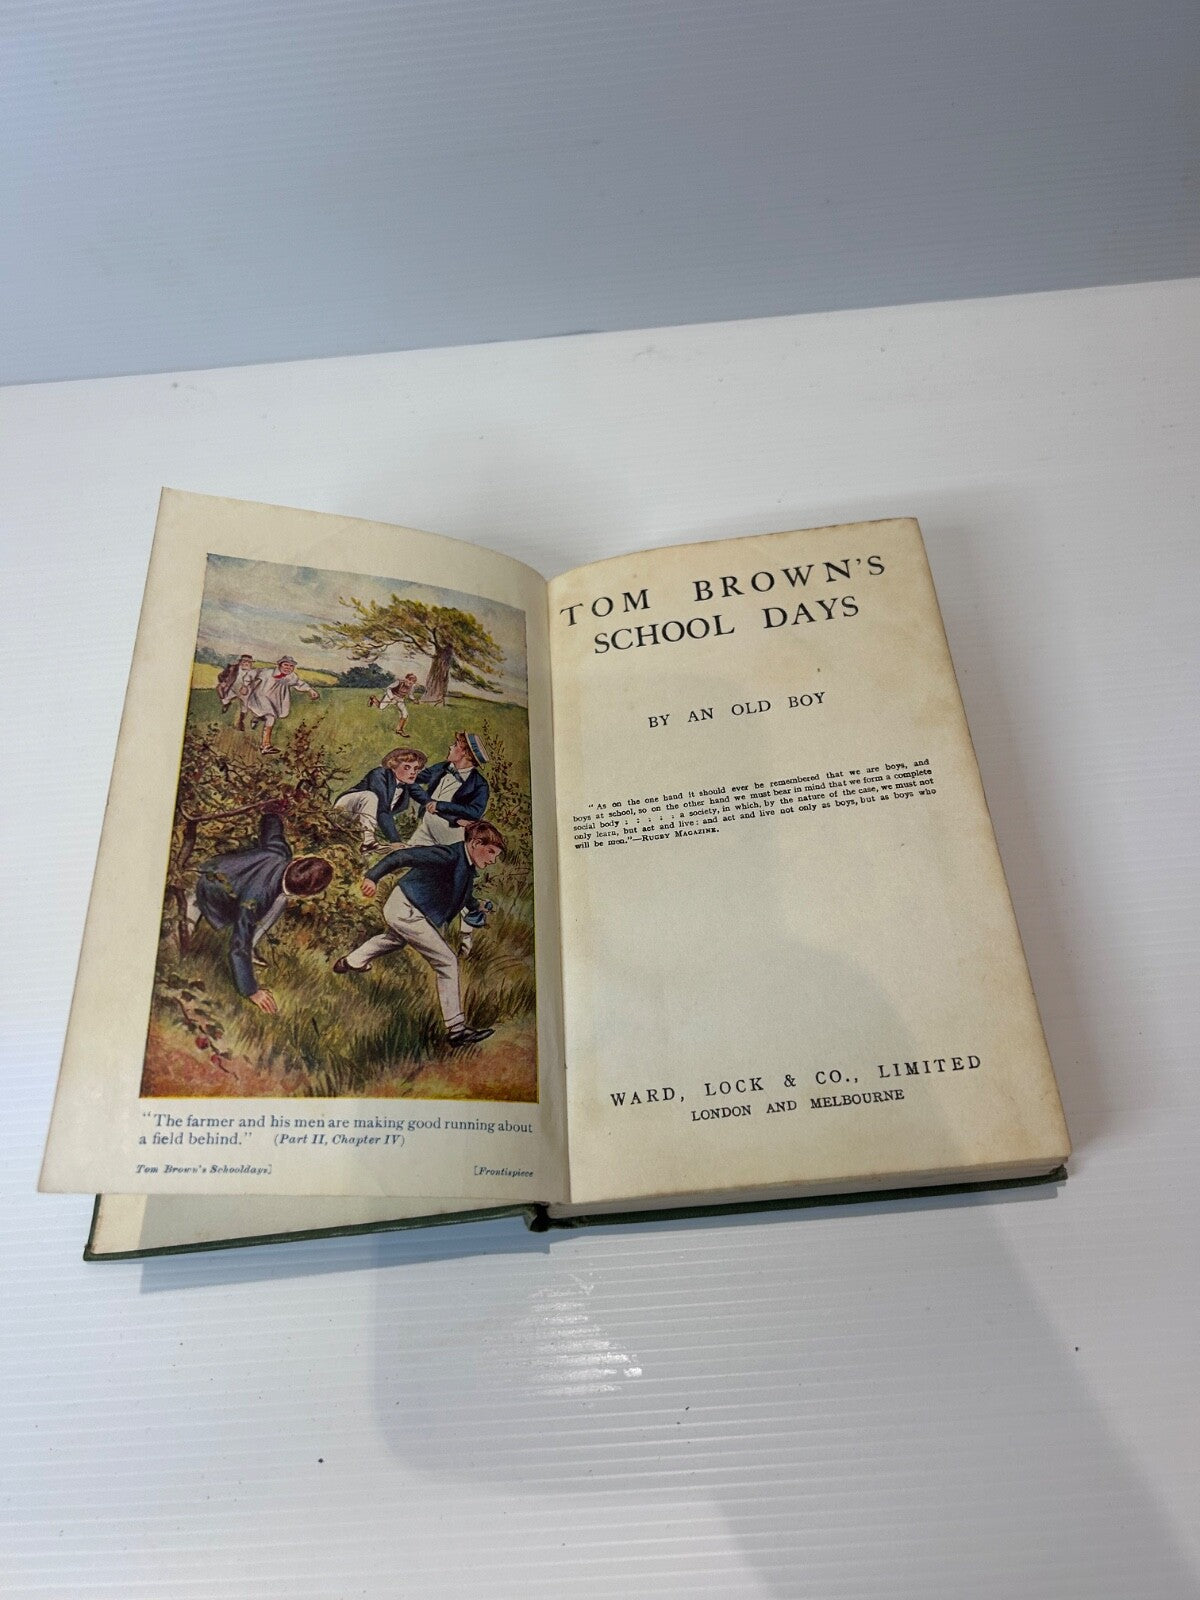 "The farmer and his men are making good running about
a field behind." (Part II, Chapter IV)
Tom Brown's Schooldays] [Frontispiece
TOM BROWN'S
SCHOOL DAYS
BY AN OLD BOY
"As on the one hand it should ever be remembered that we are boys, and
boys at school, so on the other hand we must bear in mind that we form a complete
social body : : : : : a society, in which, by the nature of the case, we must not
only learn, but act and live: and act and live not only as boys, but as boys who
will be men."—RUGBY MAGAZINE.
WARD, LOCK & CO., LIMITED
LONDON AND MELBOURNE